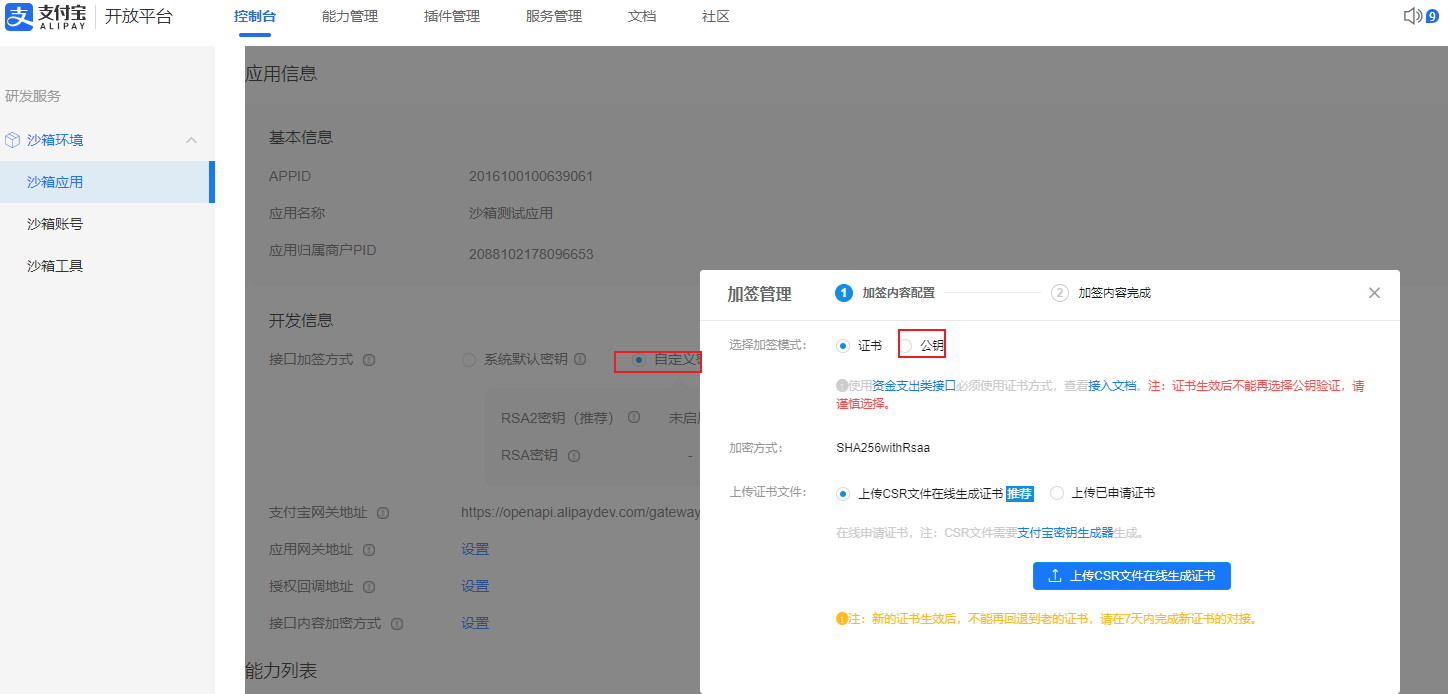 支付宝 ALIPAY 开放平台 控制台 能力管理 插件管理 服务管理 文档 社区 9
研发服务
沙箱环境
沙箱应用
沙箱账号
沙箱工具
应用信息
基本信息
APPID 2016100100639061
应用名称 沙箱测试应用
应用归属商户PID 2088102178096653
开发信息
接口加签方式 系统默认密钥 自定义
RSA2密钥（推荐） 未启
RSA密钥 -
支付宝网关地址 https://openapi.alipaydev.com/gateway
应用网关地址 设置
授权回调地址 设置
接口内容加密方式 设置
能力列表
加签管理 1 加签内容配置 2 加签内容完成
选择加签模式： 证书 公钥
使用资金支出类接口必须使用证书方式，查看接入文档。注：证书生效后不能再选择公钥验证，请
谨慎选择。
加密方式： SHA256withRsaa
上传证书文件： 上传CSR文件在线生成证书 推荐 上传已申请证书
在线申请证书，注：CSR文件需要支付宝密钥生成器生成。
上传CSR文件在线生成证书
注：新的证书生效后，不能再回退到老的证书，请在7天内完成新证书的对接。